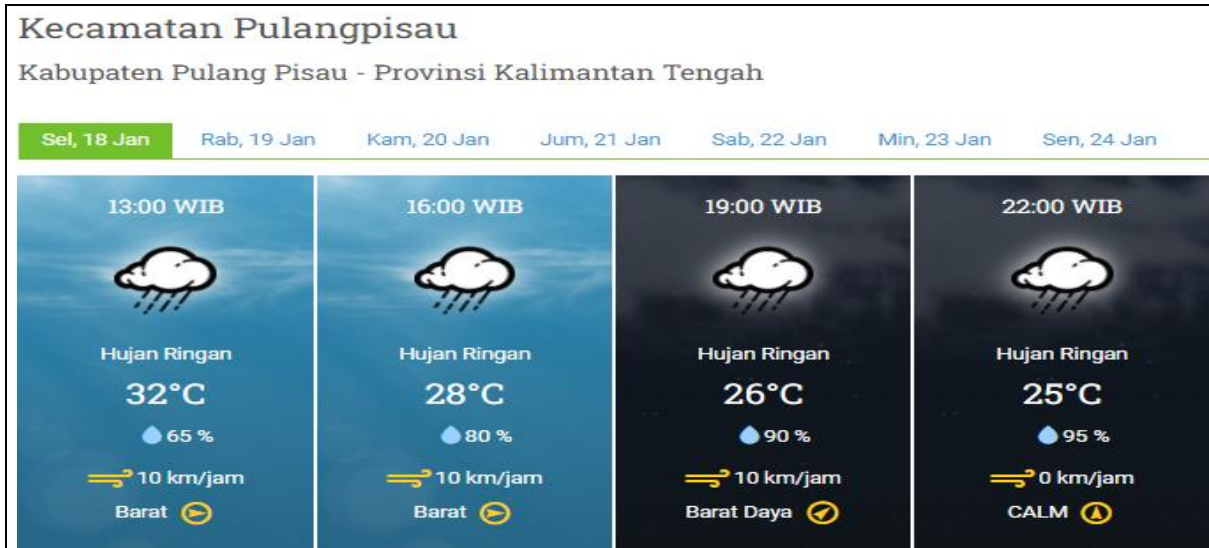 Kecamatan Pulangpisau
Kabupaten Pulang Pisau - Provinsi Kalimantan Tengah
Sel, 18 Jan Rab, 19 Jan Kam, 20 Jan Jum, 21 Jan Sab, 22 Jan Min, 23 Jan Sen, 24 Jan
13:00 WIB 16:00 WIB 19:00 WIB 22:00 WIB
Hujan Ringan Hujan Ringan Hujan Ringan Hujan Ringan
32°C 28°C 26°C 25°C
65 % 80 % 90 % 95 %
10 km/jam 10 km/jam 10 km/jam 0 km/jam
Barat Barat Barat Daya CALM